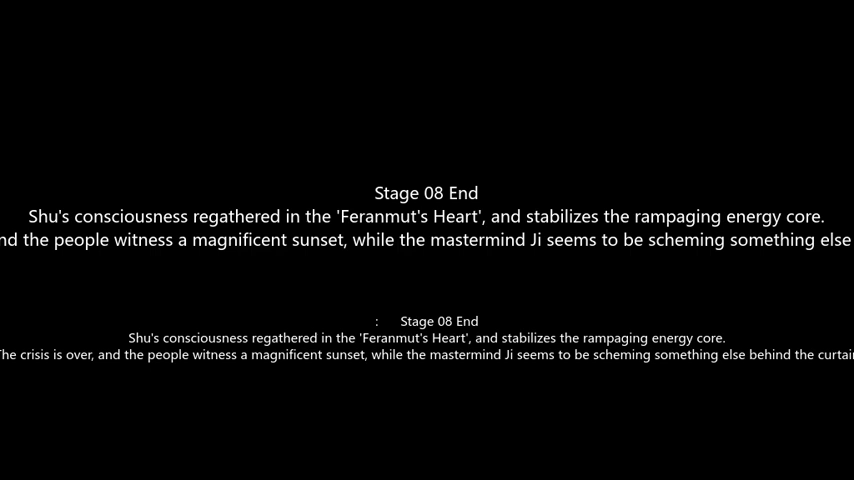 Stage 08 End
Shu's consciousness regathered in the 'Feranmut's Heart', and stabilizes the rampaging energy core.
the people witness a magnificent sunset, while the mastermind Ji seems to be scheming something else
: Stage 08 End
Shu's consciousness regathered in the 'Feranmut's Heart', and stabilizes the rampaging energy core.
The crisis is over, and the people witness a magnificent sunset, while the mastermind Ji seems to be scheming something else behind the